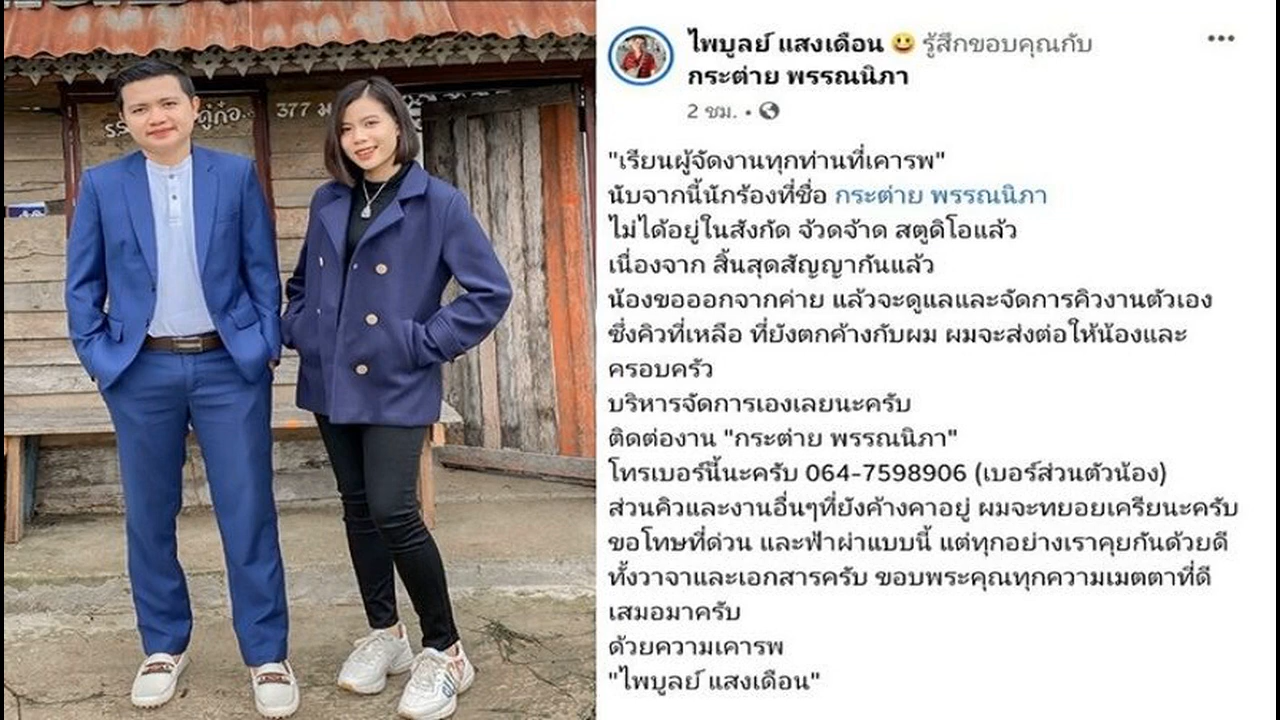 ร.ร
ดู่ก่อ..
377 ม
ไพบูลย์ แสงเดือน 😀 รู้สึกขอบคุณกับ
กระต่าย พรรณนิภา
2 ชม. •
"เรียนผู้จัดงานทุกท่านที่เคารพ"
นับจากนี้นักร้องที่ชื่อ กระต่าย พรรณนิภา
ไม่ได้อยู่ในสังกัด จ้วดจ้าด สตูดิโอแล้ว
เนื่องจาก สิ้นสุดสัญญากันแล้ว
น้องขอออกจากค่าย แล้วจะดูแลและจัดการคิวงานตัวเอง
ซึ่งคิวที่เหลือ ที่ยังตกค้างกับผม ผมจะส่งต่อให้น้องและ
ครอบครัว
บริหารจัดการเองเลยนะครับ
ติดต่องาน "กระต่าย พรรณนิภา"
โทรเบอร์นี้นะครับ 064-7598906 (เบอร์ส่วนตัวน้อง)
ส่วนคิวและงานอื่นๆที่ยังค้างคาอยู่ ผมจะทยอยเครียนะครับ
ขอโทษที่ด่วน และฟ้าผ่าแบบนี้ แต่ทุกอย่างเราคุยกันด้วยดี
ทั้งวาจาและเอกสารครับ ขอบพระคุณทุกความเมตตาที่ดี
เสมอมาครับ
ด้วยความเคารพ
"ไพบูลย์ แสงเดือน"